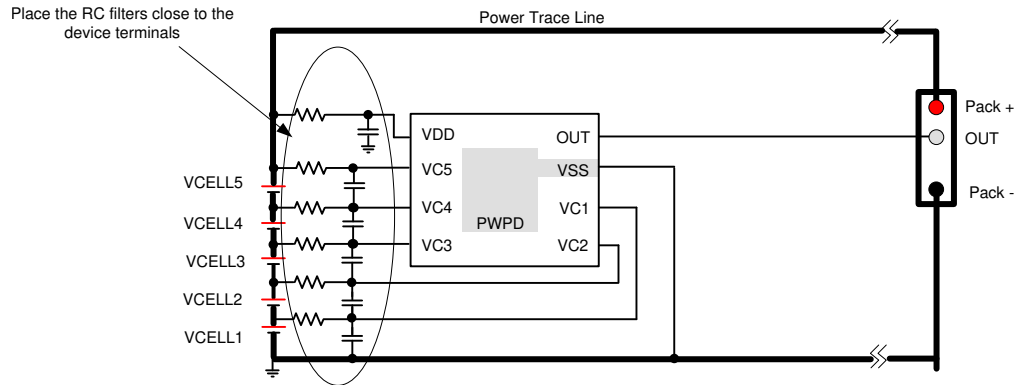 Place the RC filters close to the
device terminals
Power Trace Line
VDD
OUT
VC5
VSS
VC4
VC1
PWPD
VC3
VC2
VCELL5
VCELL4
VCELL3
VCELL2
VCELL1
Pack +
OUT
Pack -